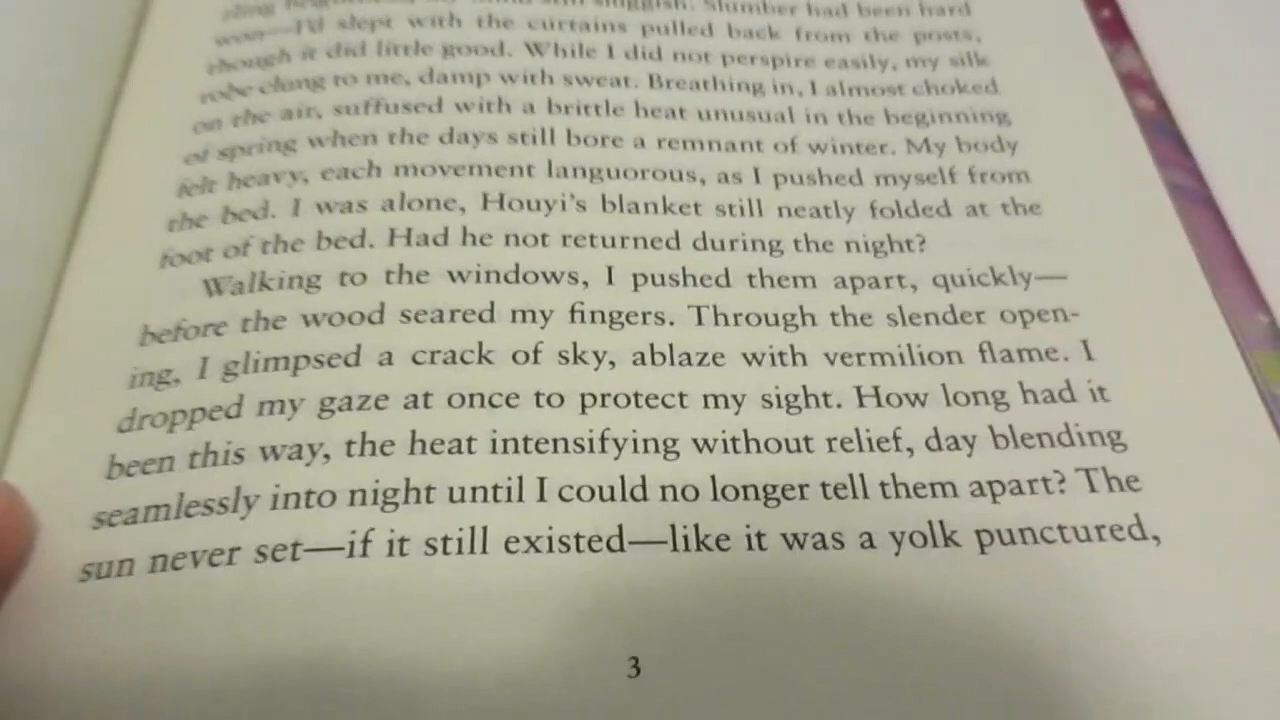 sluggish. Slumber had been hard
won—I'd slept with the curtains pulled back from the posts,
though it did little good. While I did not perspire easily, my silk
robe clung to me, damp with sweat. Breathing in, I almost choked
on the air, suffused with a brittle heat unusual in the beginning
of spring when the days still bore a remnant of winter. My body
felt heavy, each movement languorous, as I pushed myself from
the bed. I was alone, Houyi's blanket still neatly folded at the
foot of the bed. Had he not returned during the night?
Walking to the windows, I pushed them apart, quickly—
before the wood seared my fingers. Through the slender open-
ing, I glimpsed a crack of sky, ablaze with vermilion flame. I
dropped my gaze at once to protect my sight. How long had it
been this way, the heat intensifying without relief, day blending
seamlessly into night until I could no longer tell them apart? The
sun never set—if it still existed—like it was a yolk punctured,
3